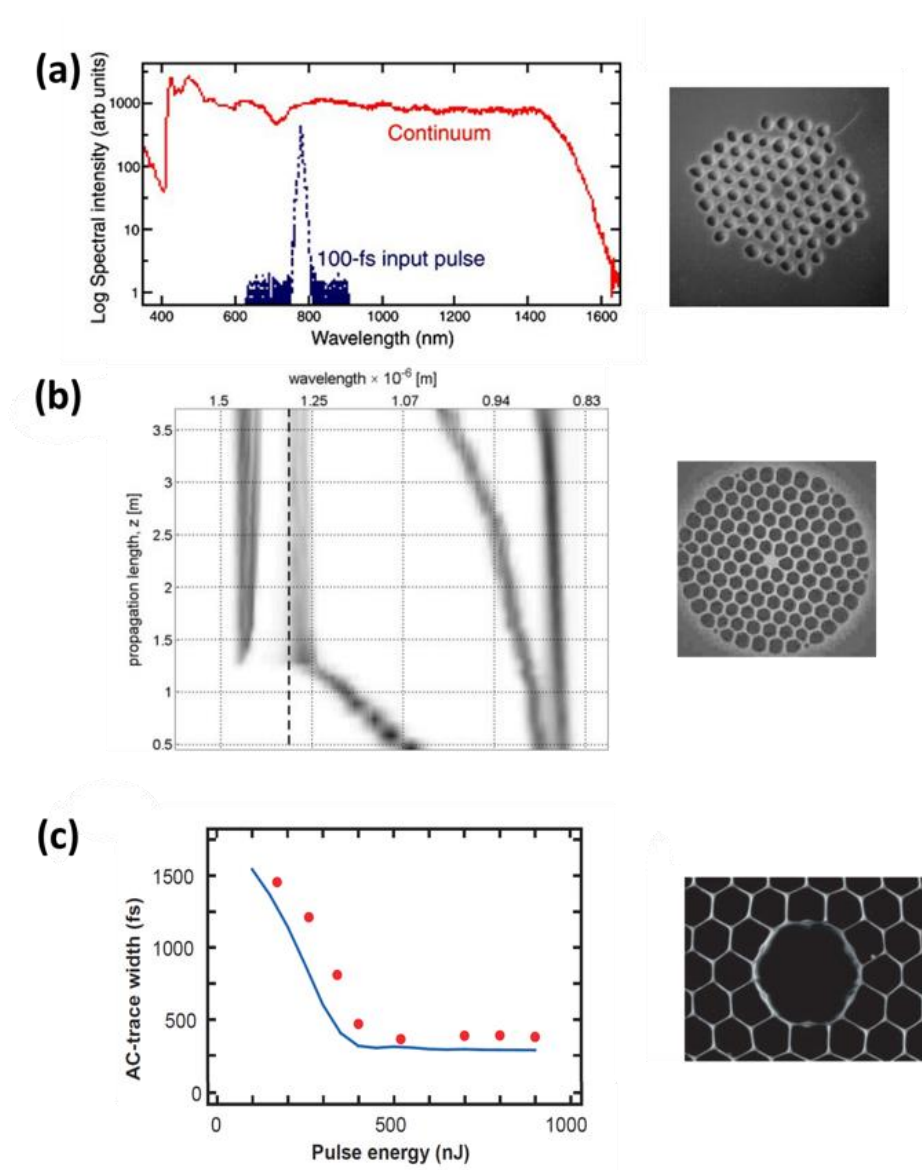 (a)
Log Spectral intensity (arb units)
1000
100
10
1
Continuum
100-fs input pulse
400 600 800 1000 1200 1400 1600
Wavelength (nm)
(b)
wavelength × 10⁻⁶ [m]
1.5 1.25 1.07 0.94 0.83
propagation length, z [m]
3.5
3
2.5
2
1.5
1
0.5
(c)
AC-trace width (fs)
1500
1000
500
0
0 500 1000
Pulse energy (nJ)